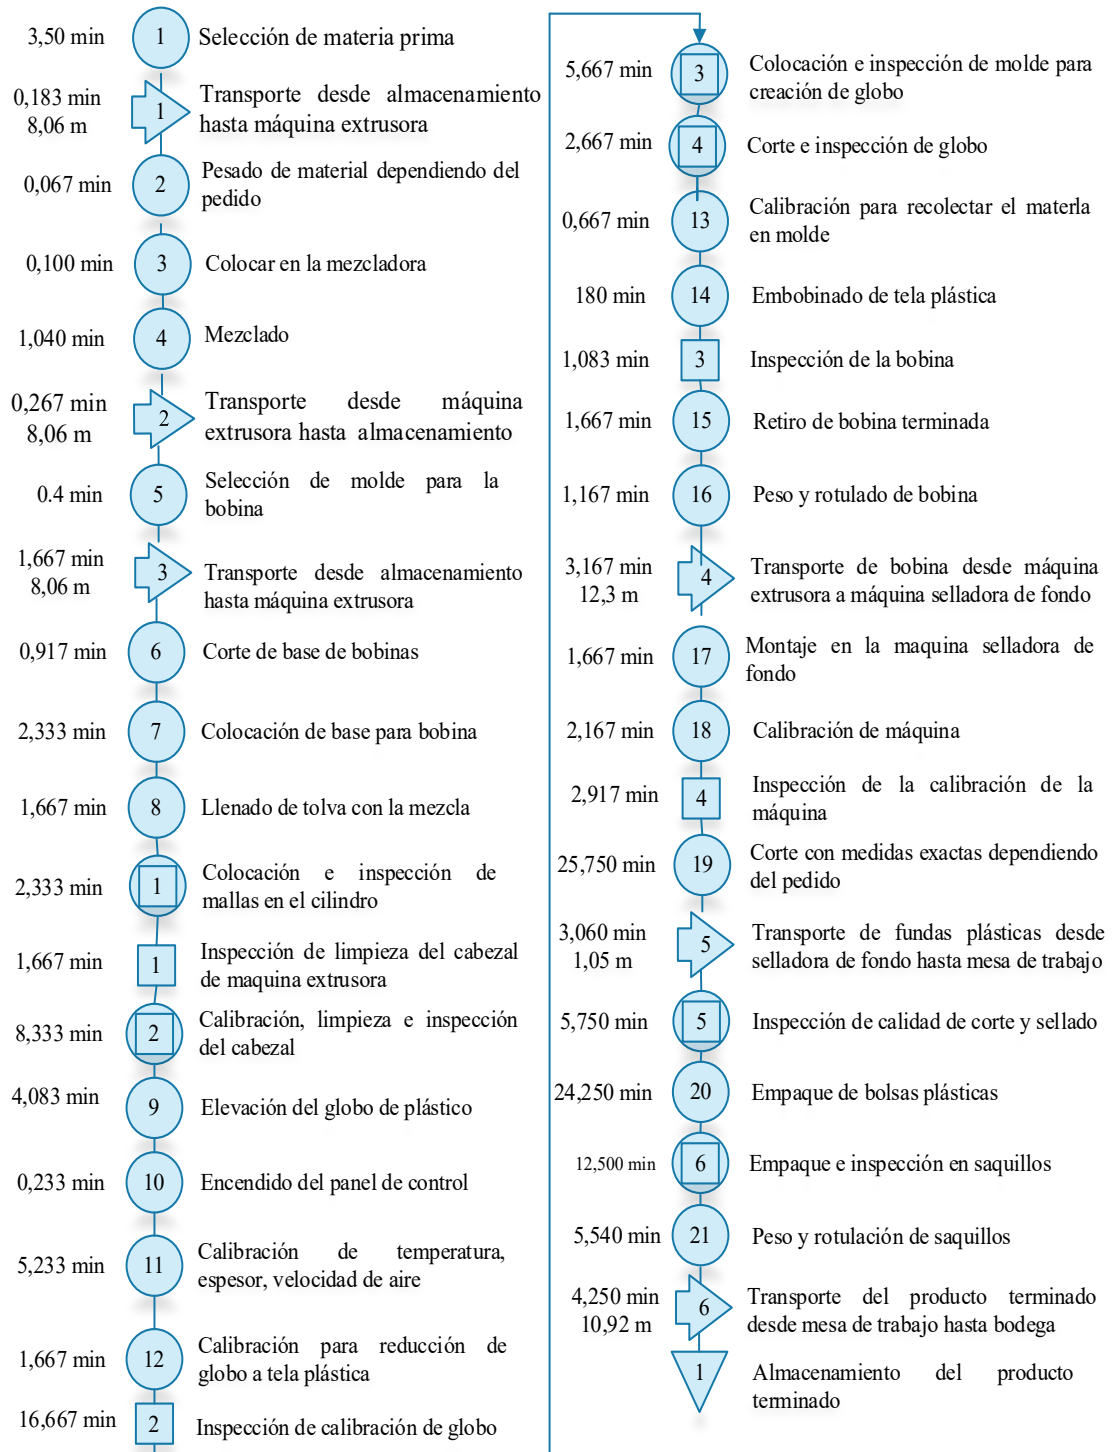 3,50 min
1
Selección de materia prima
0,183 min
8,06 m
1
Transporte desde almacenamiento
hasta máquina extrusora
0,067 min
2
Pesado de material dependiendo del
pedido
0,100 min
3
Colocar en la mezcladora
1,040 min
4
Mezclado
0,267 min
8,06 m
2
Transporte desde máquina
extrusora hasta almacenamiento
0.4 min
5
Selección de molde para la
bobina
1,667 min
8,06 m
3
Transporte desde almacenamiento
hasta máquina extrusora
0,917 min
6
Corte de base de bobinas
2,333 min
7
Colocación de base para bobina
1,667 min
8
Llenado de tolva con la mezcla
2,333 min
1
Colocación e inspección de
mallas en el cilindro
1,667 min
1
Inspección de limpieza del cabezal
de maquina extrusora
8,333 min
2
Calibración, limpieza e inspección
del cabezal
4,083 min
9
Elevación del globo de plástico
0,233 min
10
Encendido del panel de control
5,233 min
11
Calibración de temperatura,
espesor, velocidad de aire
1,667 min
12
Calibración para reducción de
globo a tela plástica
16,667 min
2
Inspección de calibración de globo
5,667 min
3
Colocación e inspección de molde para
creación de globo
2,667 min
4
Corte e inspección de globo
0,667 min
13
Calibración para recolectar el materla
en molde
180 min
14
Embobinado de tela plástica
1,083 min
3
Inspección de la bobina
1,667 min
15
Retiro de bobina terminada
1,167 min
16
Peso y rotulado de bobina
3,167 min
12,3 m
4
Transporte de bobina desde máquina
extrusora a máquina selladora de fondo
1,667 min
17
Montaje en la maquina selladora de
fondo
2,167 min
18
Calibración de máquina
2,917 min
4
Inspección de la calibración de la
máquina
25,750 min
19
Corte con medidas exactas dependiendo
del pedido
3,060 min
1,05 m
5
Transporte de fundas plásticas desde
selladora de fondo hasta mesa de trabajo
5,750 min
5
Inspección de calidad de corte y sellado
24,250 min
20
Empaque de bolsas plásticas
12,500 min
6
Empaque e inspección en saquillos
5,540 min
21
Peso y rotulación de saquillos
4,250 min
10,92 m
6
Transporte del producto terminado
desde mesa de trabajo hasta bodega
1
Almacenamiento del producto
terminado